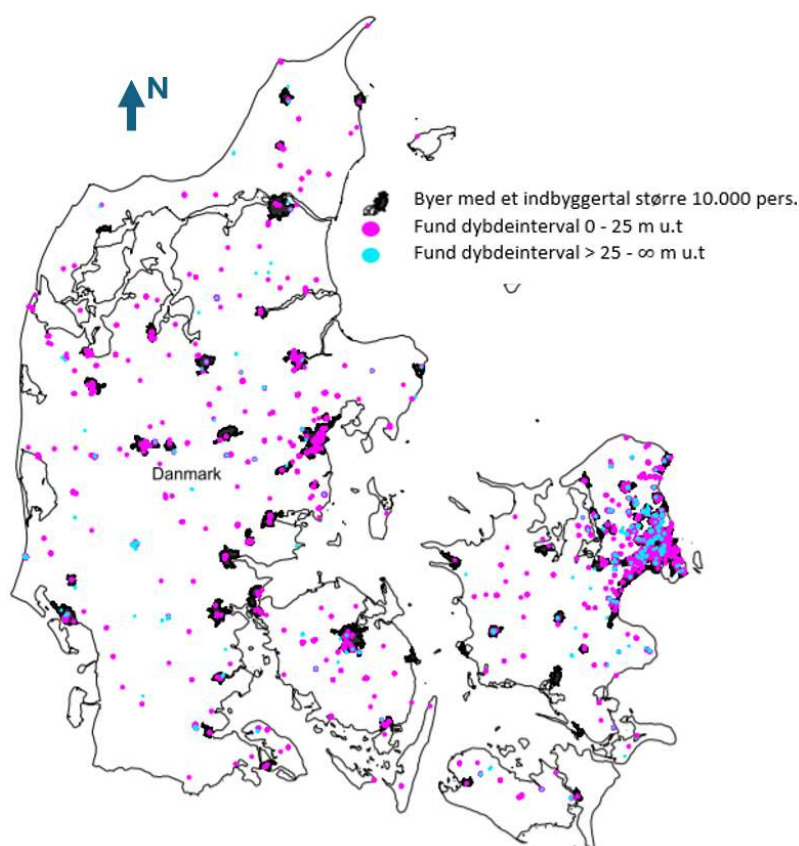 N
Byer med et indbyggertal større 10.000 pers.
Fund dybdeinterval 0 - 25 m u.t
Fund dybdeinterval > 25 - ∞ m u.t
Danmark